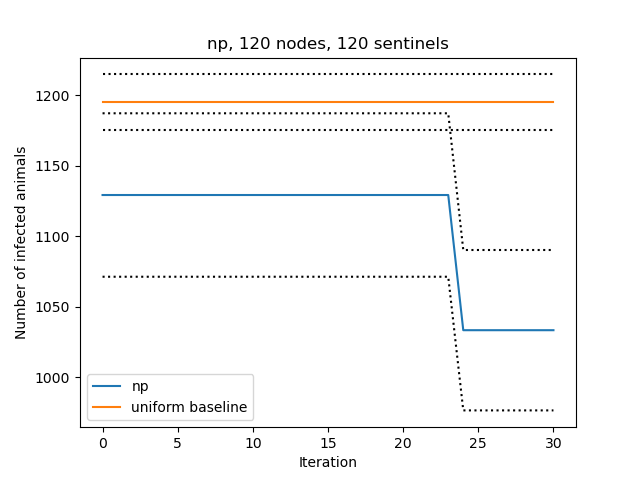 np, 120 nodes, 120 sentinels
Number of infected animals
1200
1150
1100
1050
1000
np
uniform baseline
0 5 10 15 20 25 30
Iteration